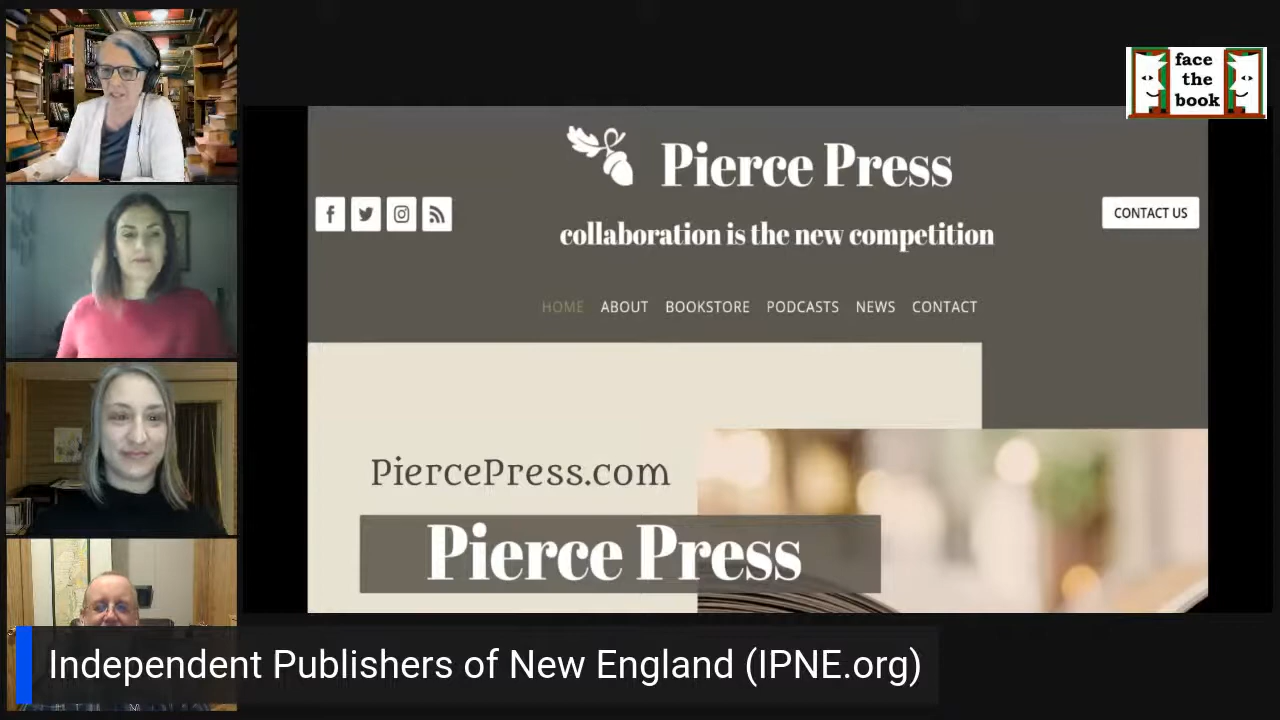 face
the
book
Pierce Press
collaboration is the new competition
CONTACT US
HOME ABOUT BOOKSTORE PODCASTS NEWS CONTACT
PiercePress.com
Pierce Press
Independent Publishers of New England (IPNE.org)